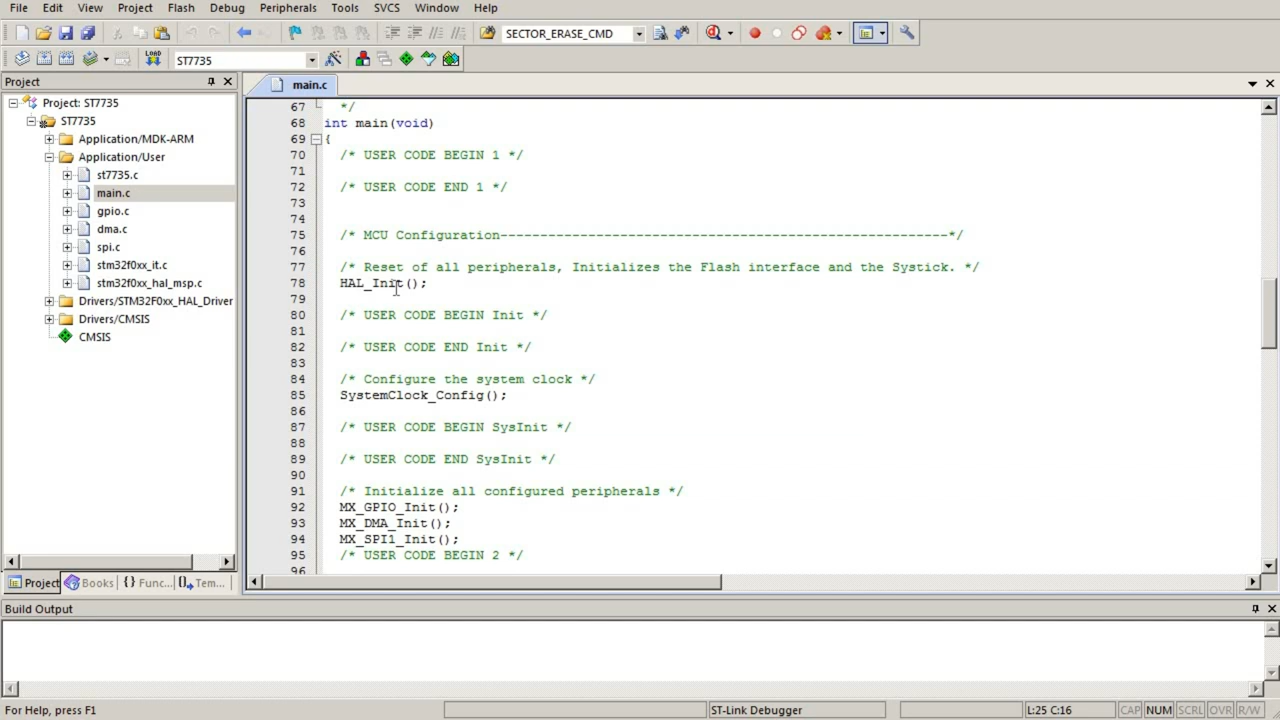 File Edit View Project Flash Debug Peripherals Tools SVCS Window Help
SECTOR_ERASE_CMD
LOAD ST7735
Project
main.c
Project: ST7735
ST7735
Application/MDK-ARM
Application/User
st7735.c
main.c
gpio.c
dma.c
spi.c
stm32f0xx_it.c
stm32f0xx_hal_msp.c
Drivers/STM32F0xx_HAL_Driver
Drivers/CMSIS
CMSIS
67 */
68 int main(void)
69 {
70 /* USER CODE BEGIN 1 */
71
72 /* USER CODE END 1 */
73
74
75 /* MCU Configuration--------------------------------------------------------*/
76
77 /* Reset of all peripherals, Initializes the Flash interface and the Systick. */
78 HAL_Init();
79
80 /* USER CODE BEGIN Init */
81
82 /* USER CODE END Init */
83
84 /* Configure the system clock */
85 SystemClock_Config();
86
87 /* USER CODE BEGIN SysInit */
88
89 /* USER CODE END SysInit */
90
91 /* Initialize all configured peripherals */
92 MX_GPIO_Init();
93 MX_DMA_Init();
94 MX_SPI1_Init();
95 /* USER CODE BEGIN 2 */
96
Project Books {} Func... Tem...
Build Output
For Help, press F1 ST-Link Debugger L:25 C:16 CAP NUM SCRL OVR R/W